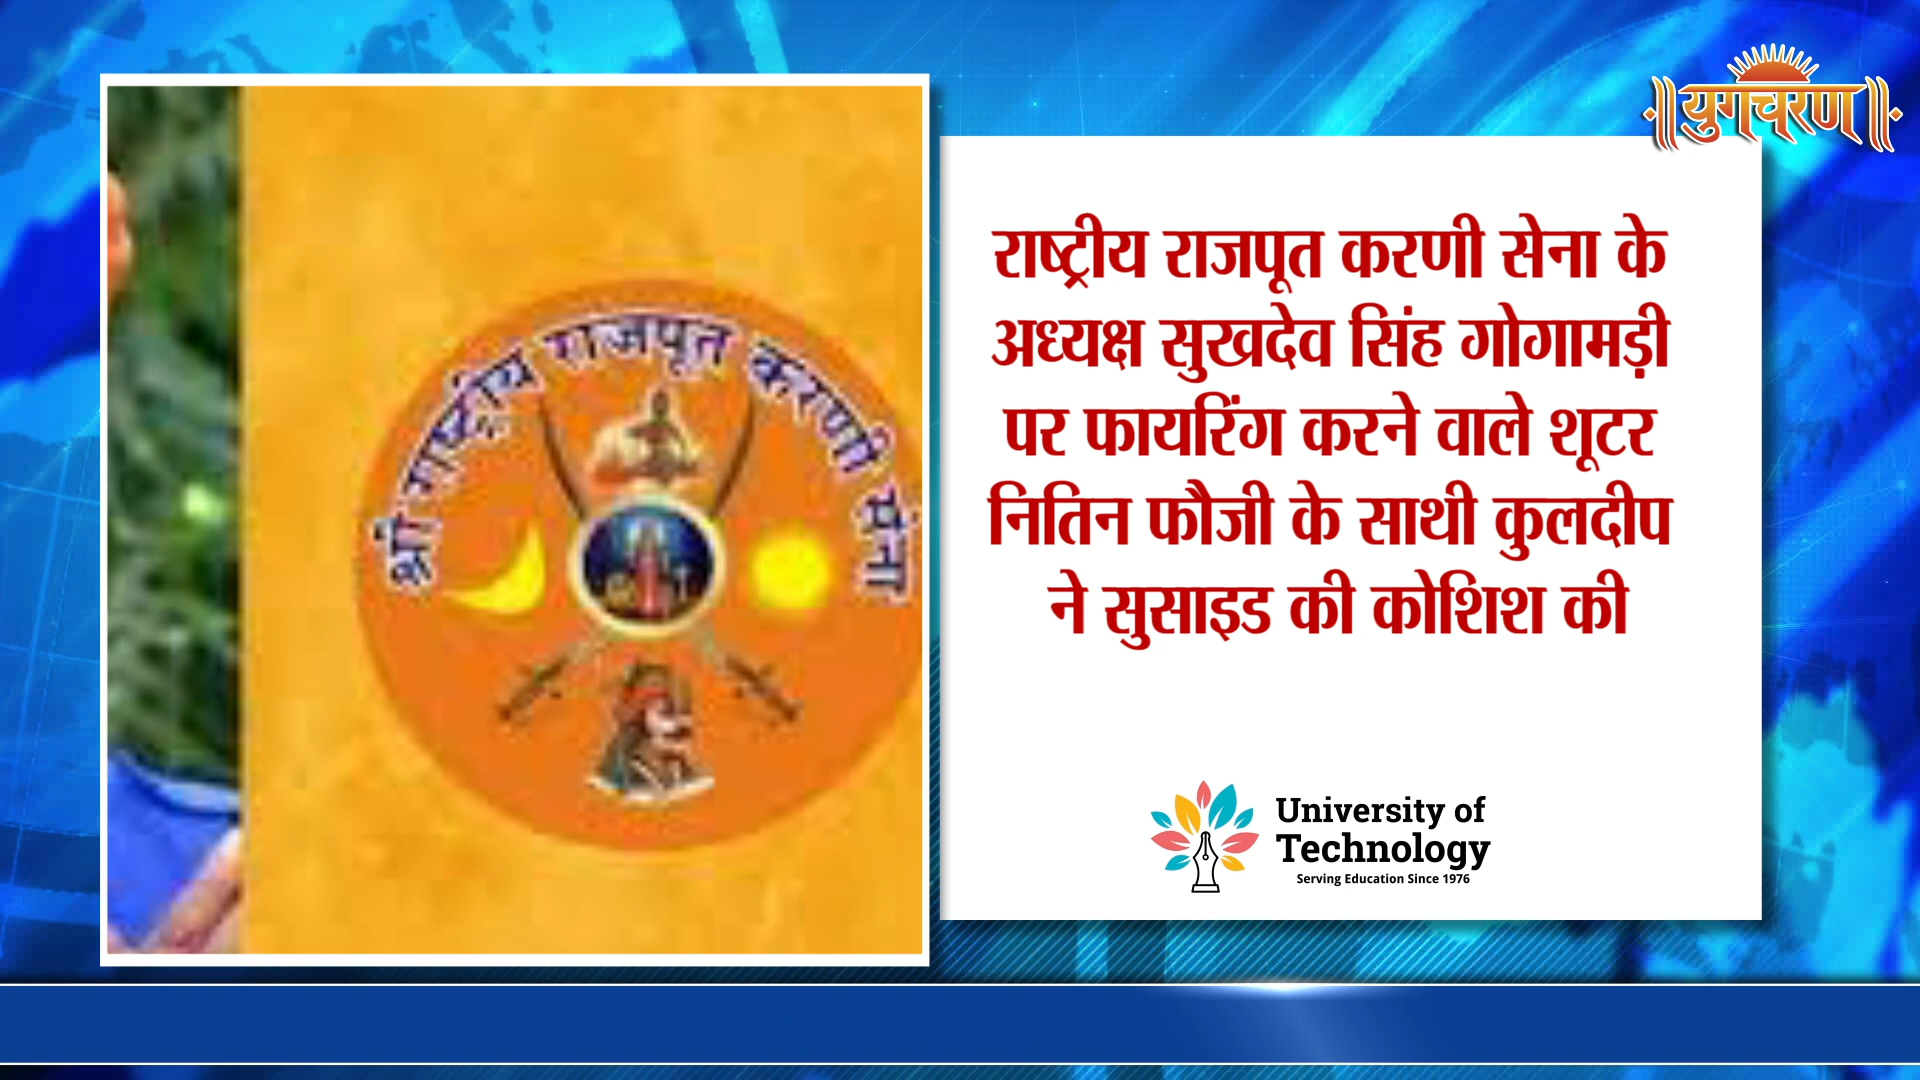 युगचरण
श्री राष्ट्रीय राजपूत करणी सेना
राष्ट्रीय राजपूत करणी सेना के
अध्यक्ष सुखदेव सिंह गोगामड़ी
पर फायरिंग करने वाले शूटर
नितिन फौजी के साथी कुलदीप
ने सुसाइड की कोशिश की
University of
Technology
Serving Education Since 1976